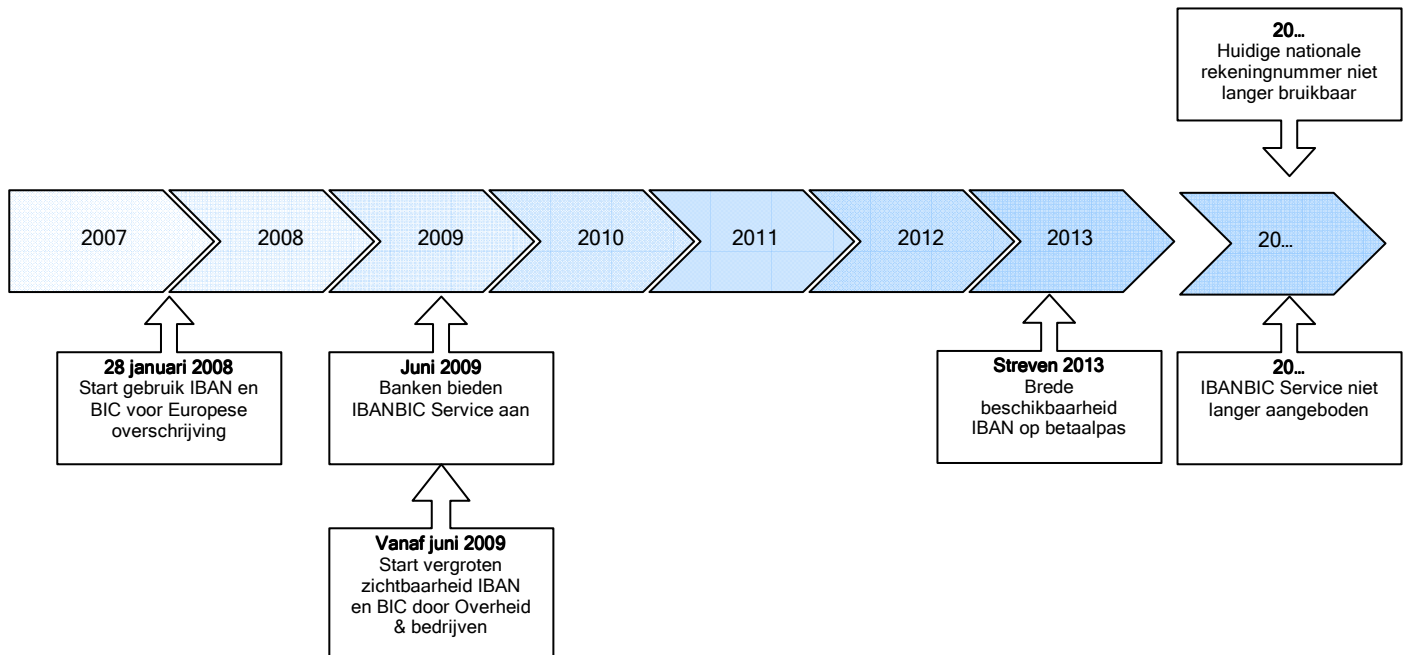 20...
Huidige nationale
rekeningnummer niet
langer bruikbaar
2007
2008
2009
2010
2011
2012
2013
20...
28 januari 2008
Start gebruik IBAN en
BIC voor Europese
overschrijving
Juni 2009
Banken bieden
IBANBIC Service aan
Streven 2013
Brede
beschikbaarheid
IBAN op betaalpas
20...
IBANBIC Service niet
langer aangeboden
Vanaf juni 2009
Start vergroten
zichtbaarheid IBAN
en BIC door Overheid
& bedrijven